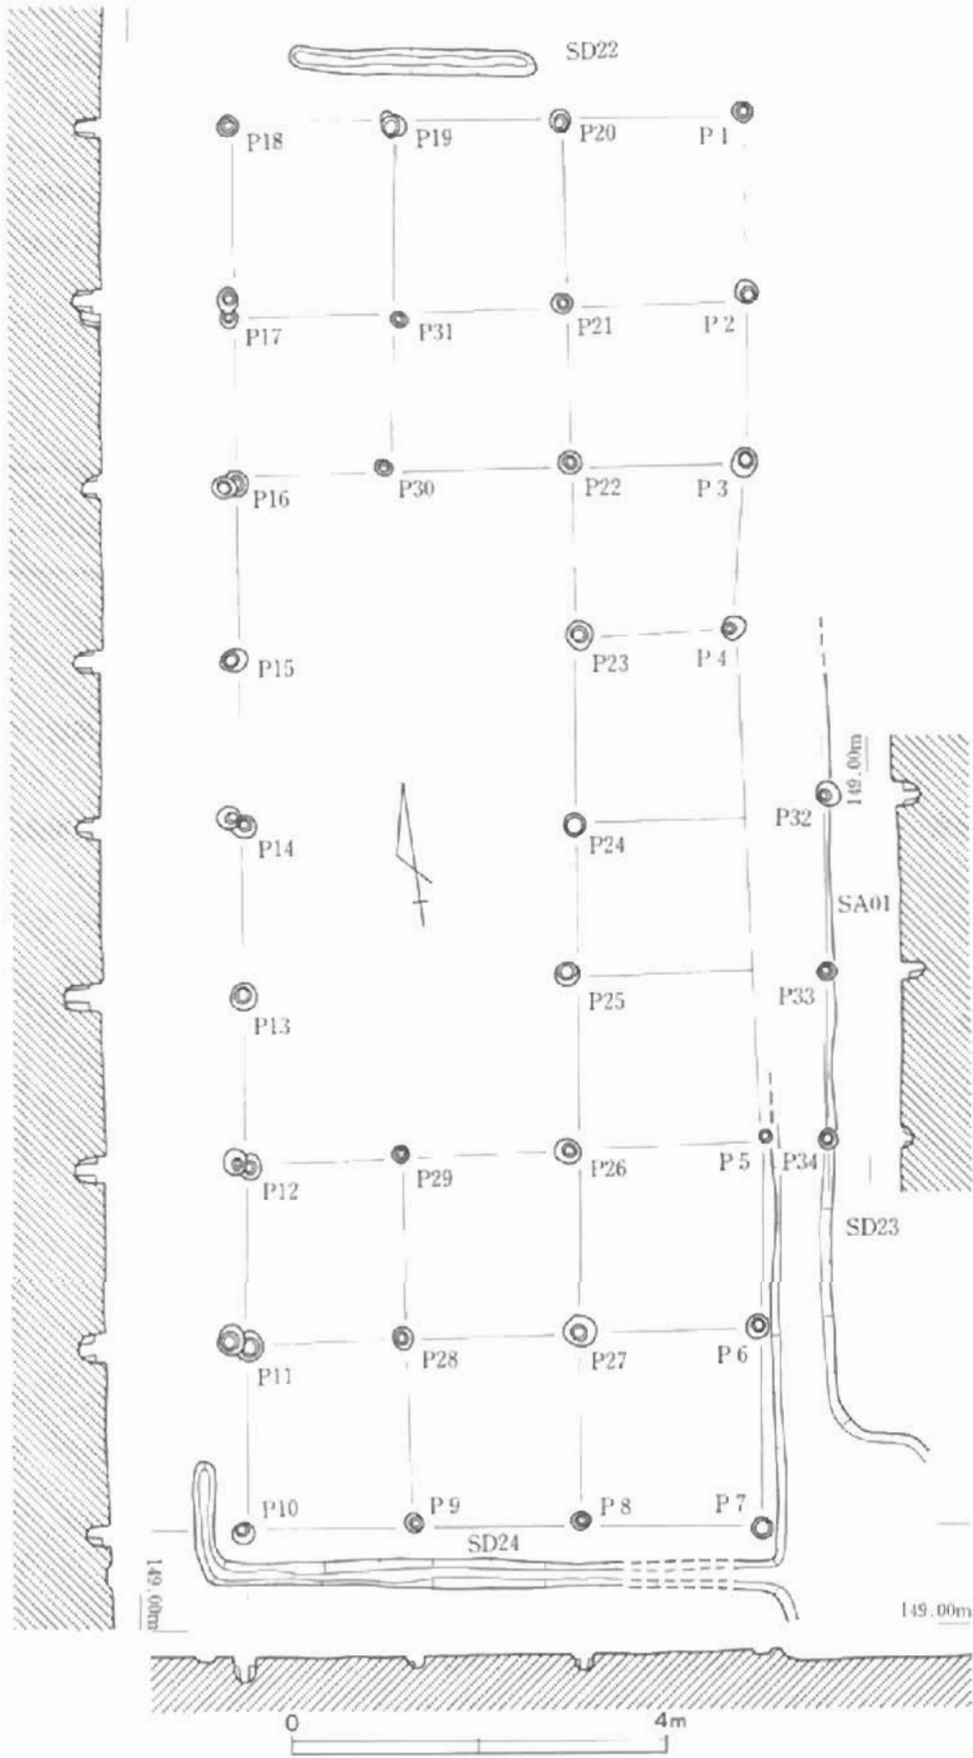 SD22
P18
P19
P20
P 1
P17
P31
P21
P 2
P16
P30
P22
P 3
P15
P23
P 4
149.00m
P32
P14
P24
SA01
P13
P25
P33
P12
P29
P26
P 5
P34
SD23
P11
P28
P27
P 6
P10
P 9
P 8
P 7
SD24
149.00m
149.00m
0
4m